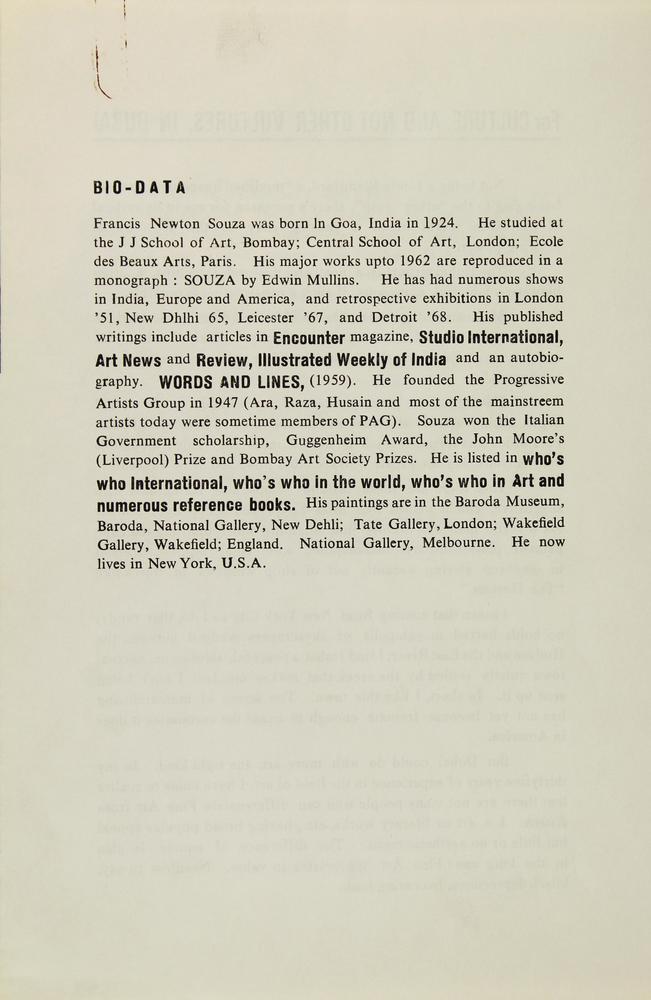 BIO-DATA
Francis Newton Souza was born In Goa, India in 1924. He studied at
the J J School of Art, Bombay; Central School of Art, London; Ecole
des Beaux Arts, Paris. His major works upto 1962 are reproduced in a
monograph : SOUZA by Edwin Mullins. He has had numerous shows
in India, Europe and America, and retrospective exhibitions in London
’51, New Dhlhi 65, Leicester ’67, and Detroit ’68. His published
writings include articles in Encounter magazine, Studio International,
Art News and Review, Illustrated Weekly of India and an autobio-
graphy. WORDS AND LINES, (1959). He founded the Progressive
Artists Group in 1947 (Ara, Raza, Husain and most of the mainstreem
artists today were sometime members of PAG). Souza won the Italian
Government scholarship, Guggenheim Award, the John Moore’s
(Liverpool) Prize and Bombay Art Society Prizes. He is listed in who’s
who International, who’s who in the world, who’s who in Art and
numerous reference books. His paintings are in the Baroda Museum,
Baroda, National Gallery, New Dehli; Tate Gallery, London; Wakefield
Gallery, Wakefield; England. National Gallery, Melbourne. He now
lives in New York, U.S.A.